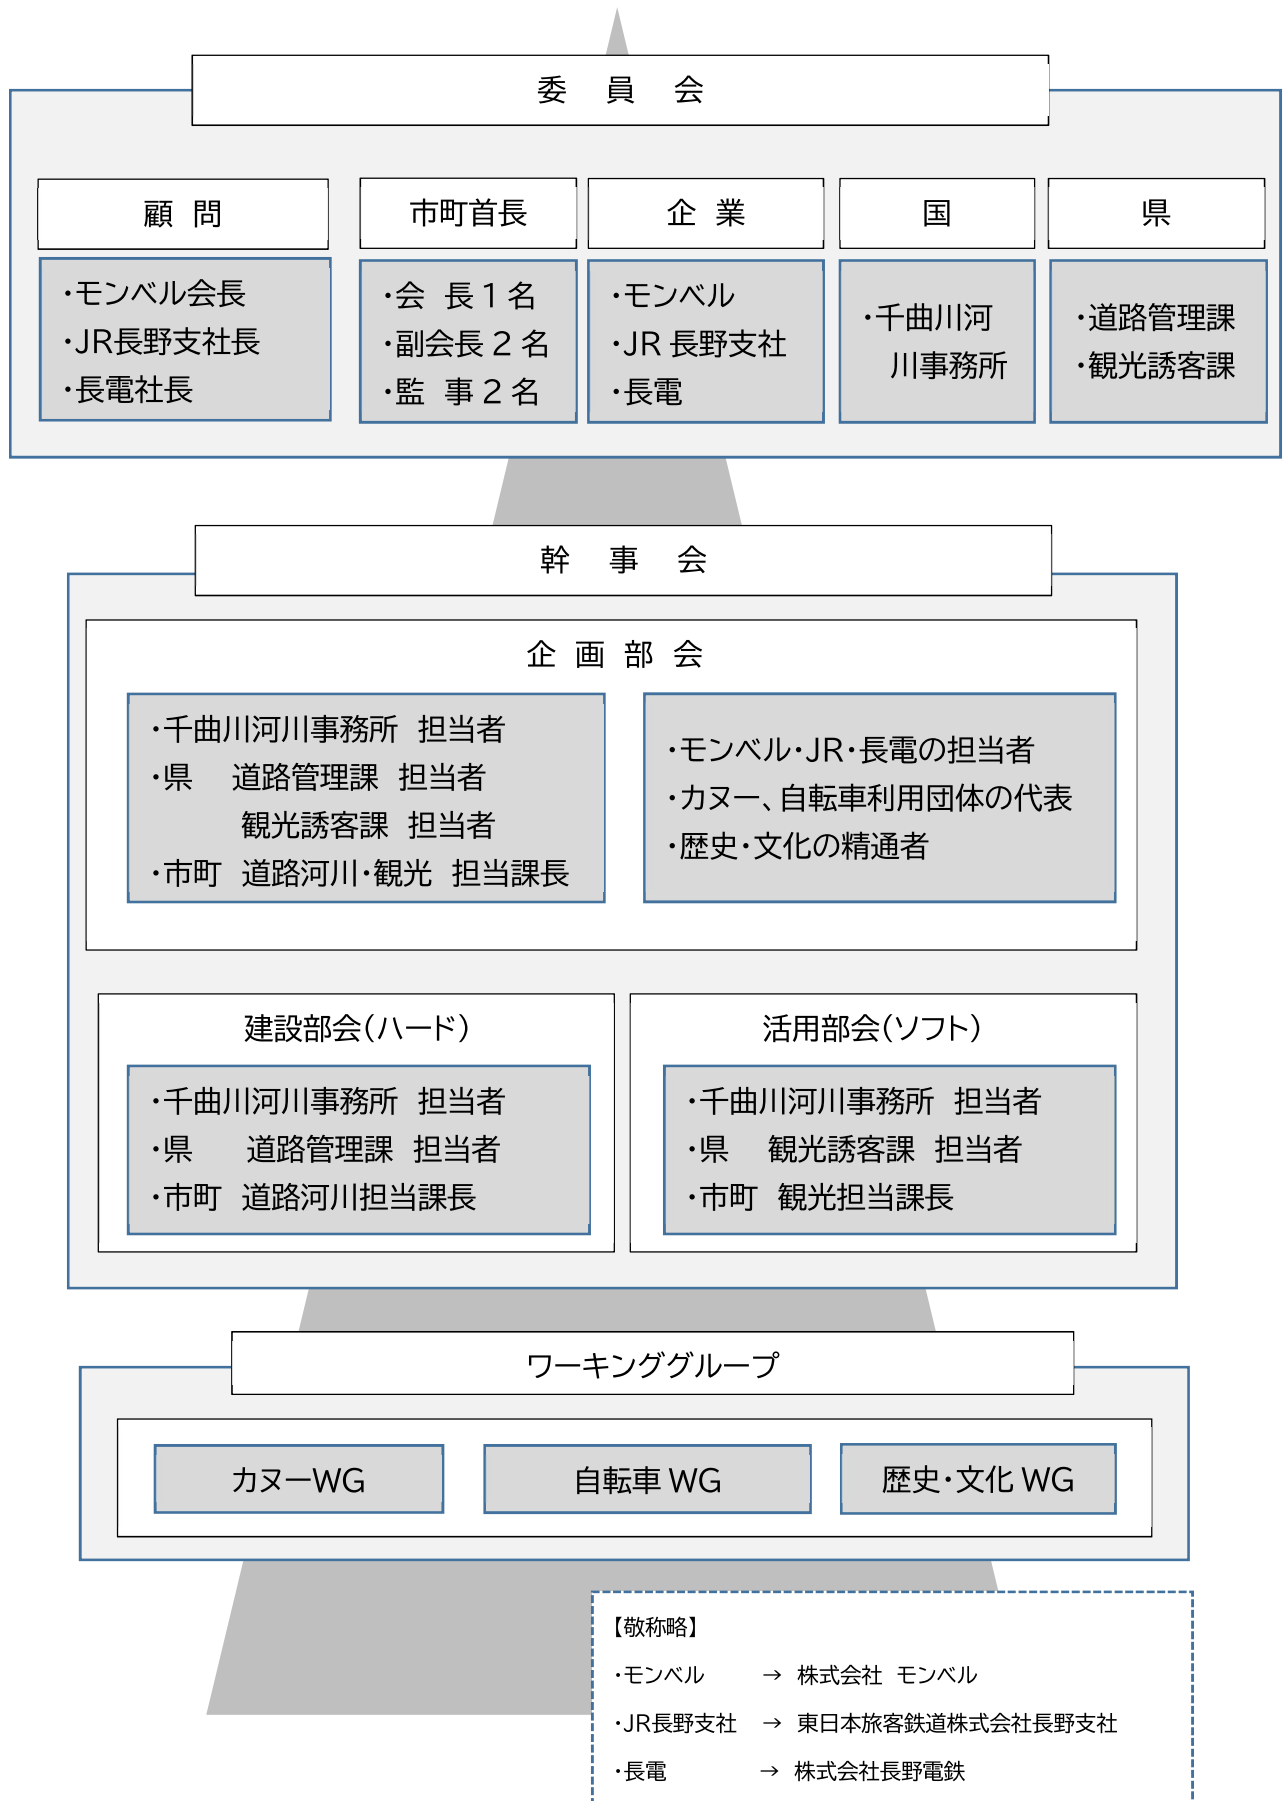 委員会
顧問
・モンベル会長
・JR長野支社長
・長電社長
市町首長
・会　長１名
・副会長２名
・監　事２名
企業
・モンベル
・JR長野支社
・長電
国
・千曲川河
川事務所
県
・道路管理課
・観光誘客課
幹事会
企画部会
・千曲川河川事務所　担当者
・県　道路管理課　担当者
観光誘客課　担当者
・市町　道路河川・観光　担当課長
・モンベル・JR・長電の担当者
・カヌー、自転車利用団体の代表
・歴史・文化の精通者
建設部会（ハード）
・千曲川河川事務所　担当者
・県　道路管理課　担当者
・市町　道路河川担当課長
活用部会（ソフト）
・千曲川河川事務所　担当者
・県　観光誘客課　担当者
・市町　観光担当課長
ワーキンググループ
カヌーWG
自転車WG
歴史・文化WG
【敬称略】
・モンベル　→　株式会社　モンベル
・JR長野支社　→　東日本旅客鉄道株式会社長野支社
・長電　→　株式会社長野電鉄